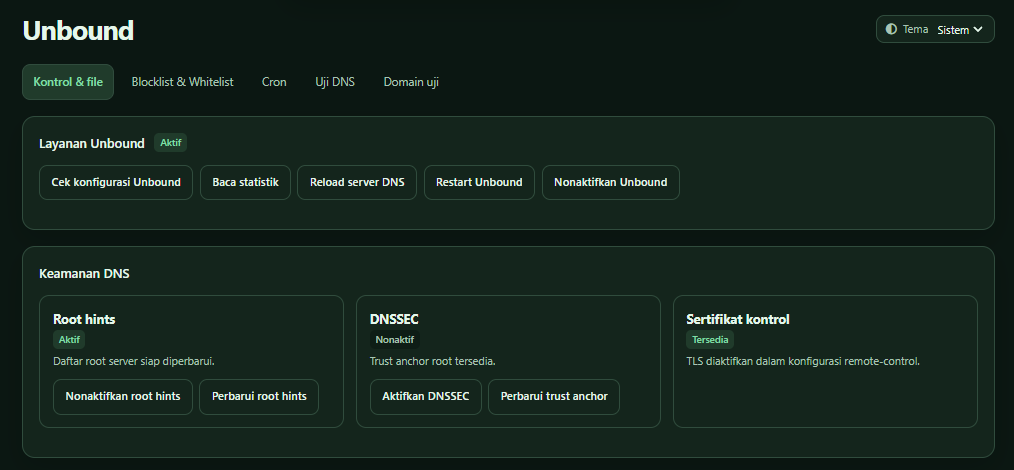 Unbound
Tema Sistem
Kontrol & file Blocklist & Whitelist Cron Uji DNS Domain uji
Layanan Unbound Aktif
Cek konfigurasi Unbound Baca statistik Reload server DNS Restart Unbound Nonaktifkan Unbound
Keamanan DNS
Root hints
Aktif
Daftar root server siap diperbarui.
Nonaktifkan root hints Perbarui root hints
DNSSEC
Nonaktif
Trust anchor root tersedia.
Aktifkan DNSSEC Perbarui trust anchor
Sertifikat kontrol
Tersedia
TLS diaktifkan dalam konfigurasi remote-control.